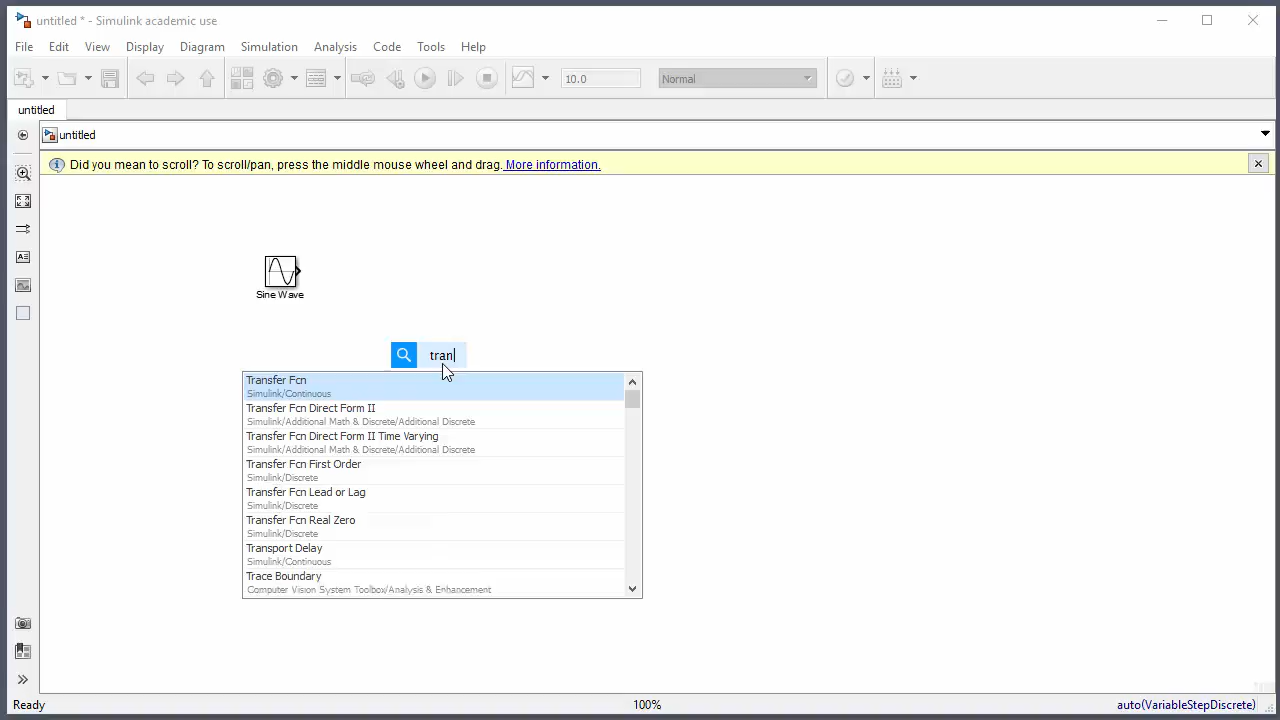 untitled * - Simulink academic use
File Edit View Display Diagram Simulation Analysis Code Tools Help
10.0 Normal
untitled
untitled
Did you mean to scroll? To scroll/pan, press the middle mouse wheel and drag. More information.
Sine Wave
tran
Transfer Fcn
Simulink/Continuous
Transfer Fcn Direct Form II
Simulink/Additional Math & Discrete/Additional Discrete
Transfer Fcn Direct Form II Time Varying
Simulink/Additional Math & Discrete/Additional Discrete
Transfer Fcn First Order
Simulink/Discrete
Transfer Fcn Lead or Lag
Simulink/Discrete
Transfer Fcn Real Zero
Simulink/Discrete
Transport Delay
Simulink/Continuous
Trace Boundary
Computer Vision System Toolbox/Analysis & Enhancement
Ready 100% auto(VariableStepDiscrete)